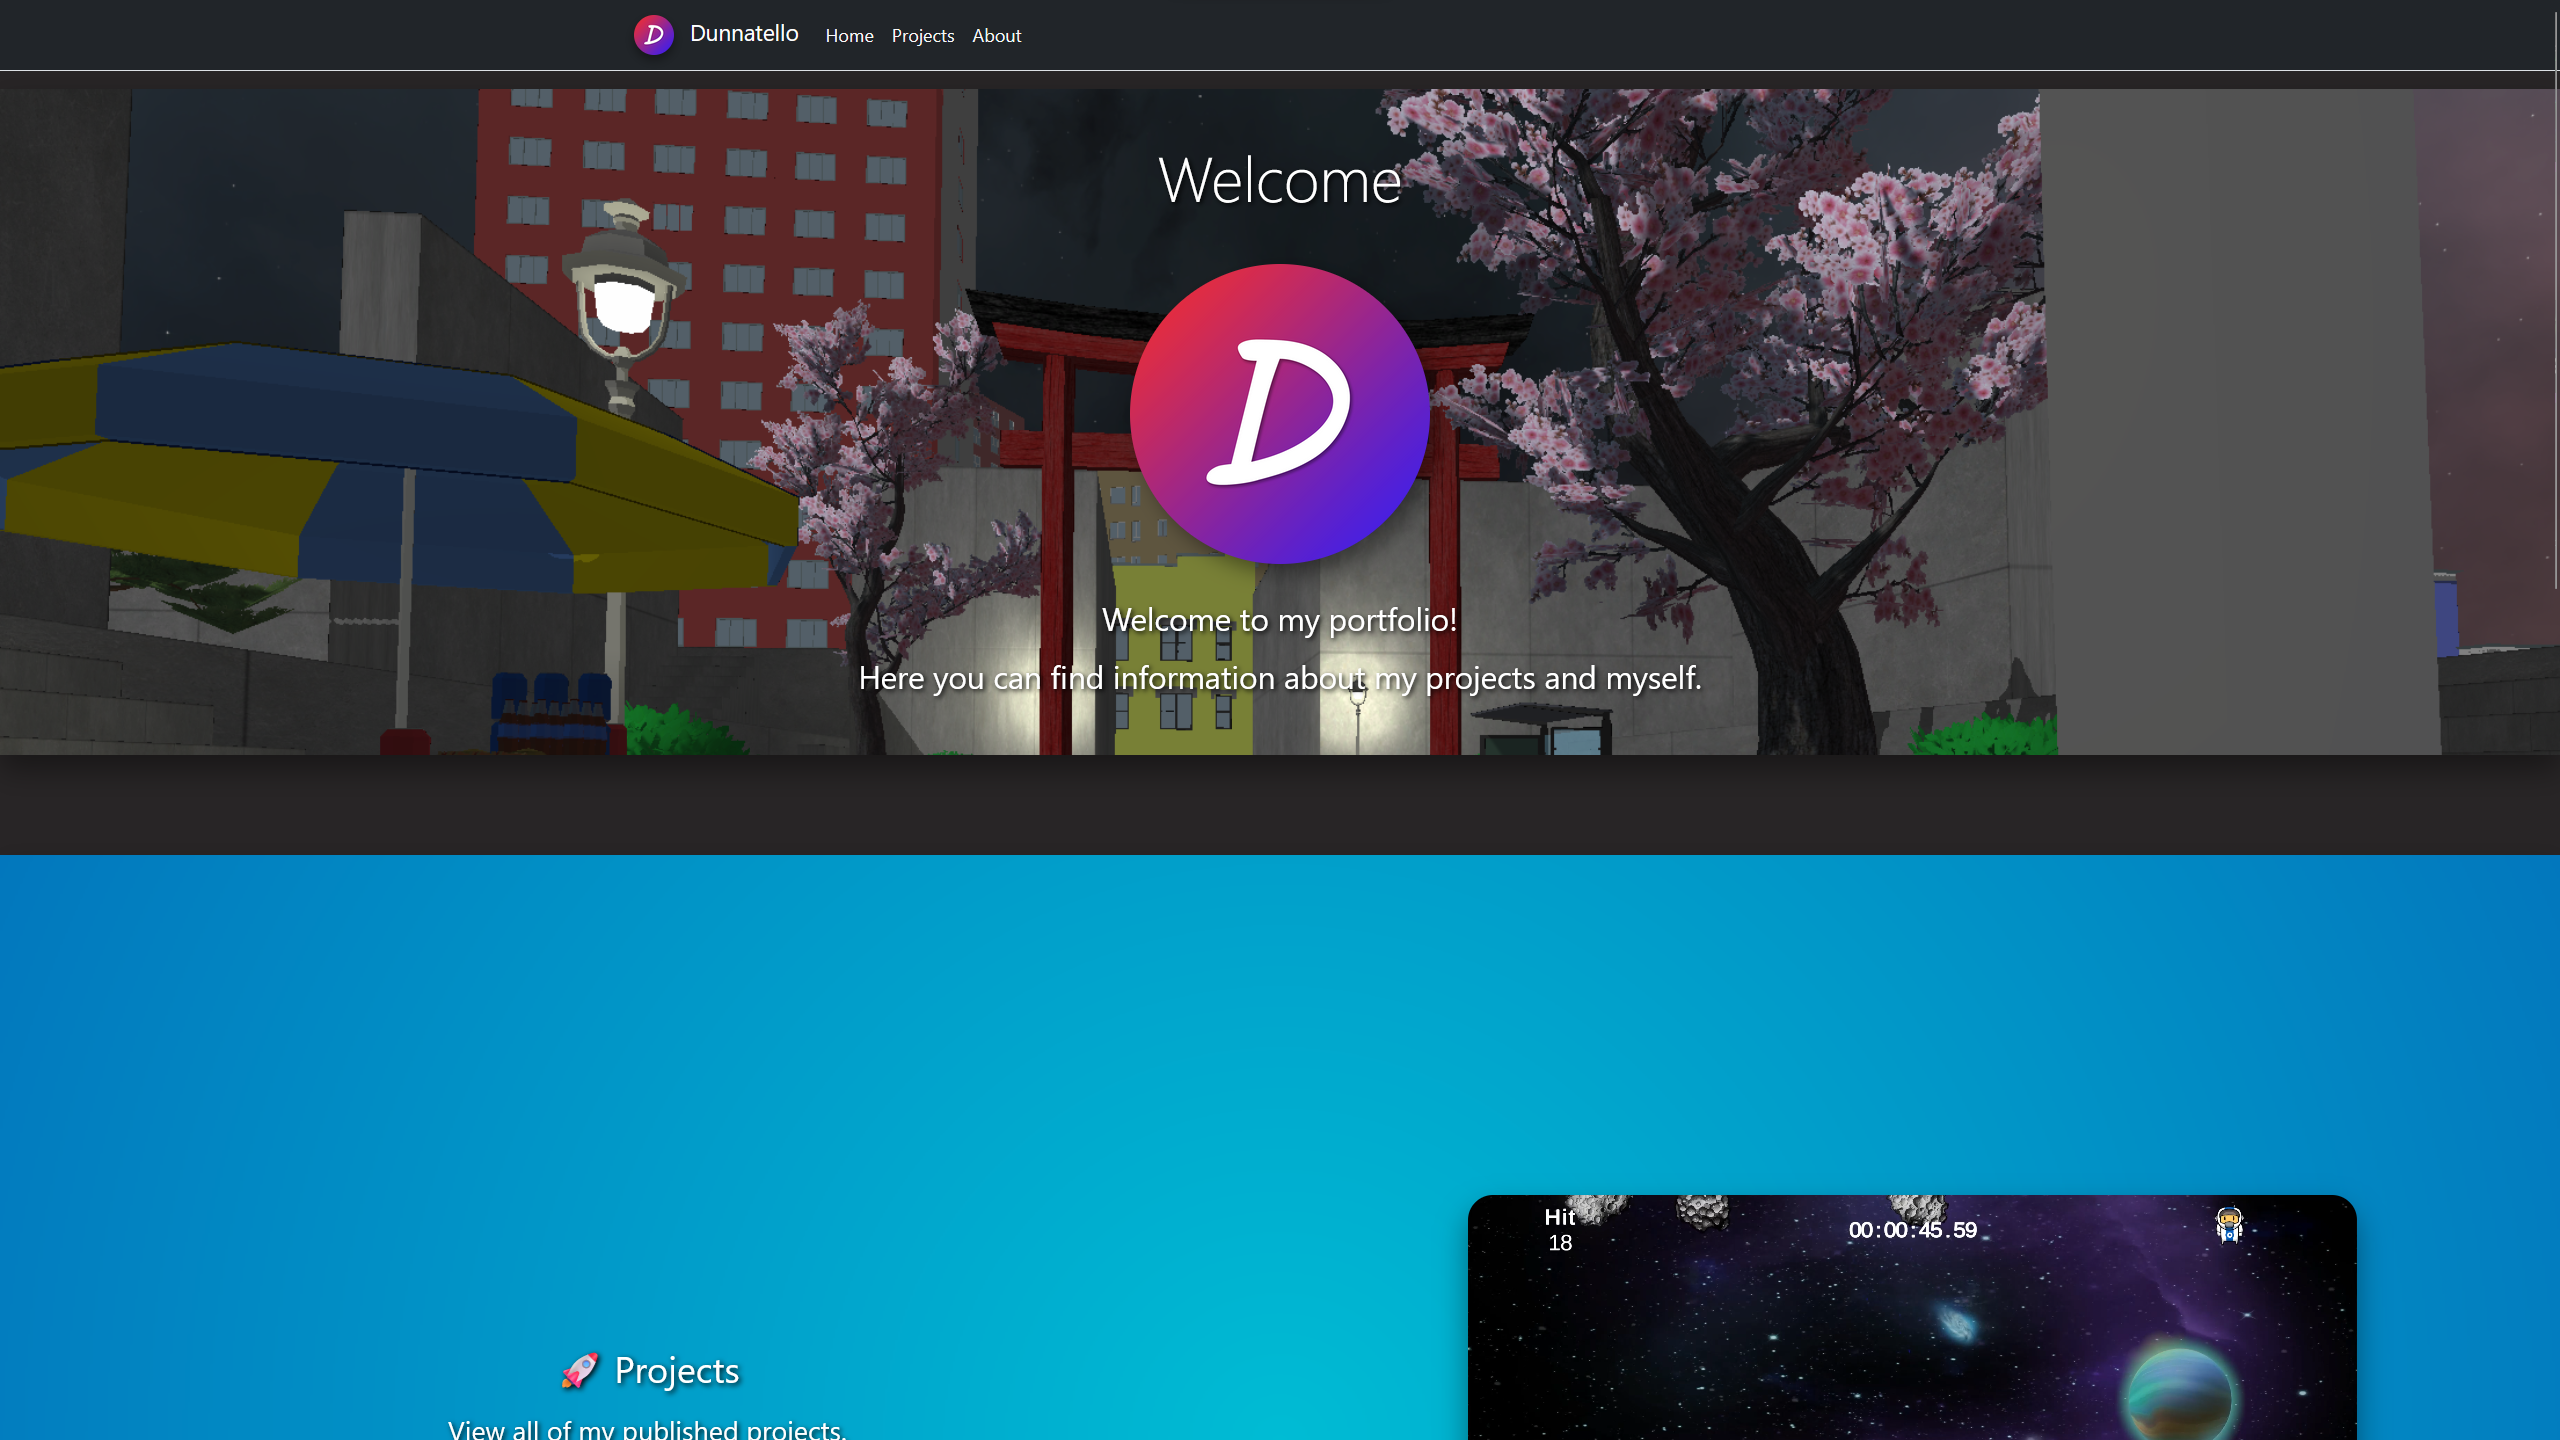 D Dunnatello Home Projects About
Welcome
D
Welcome to my portfolio!
Here you can find information about my projects and myself.
Hit
18
00:00:45.59
🚀 Projects
View all of my published projects.